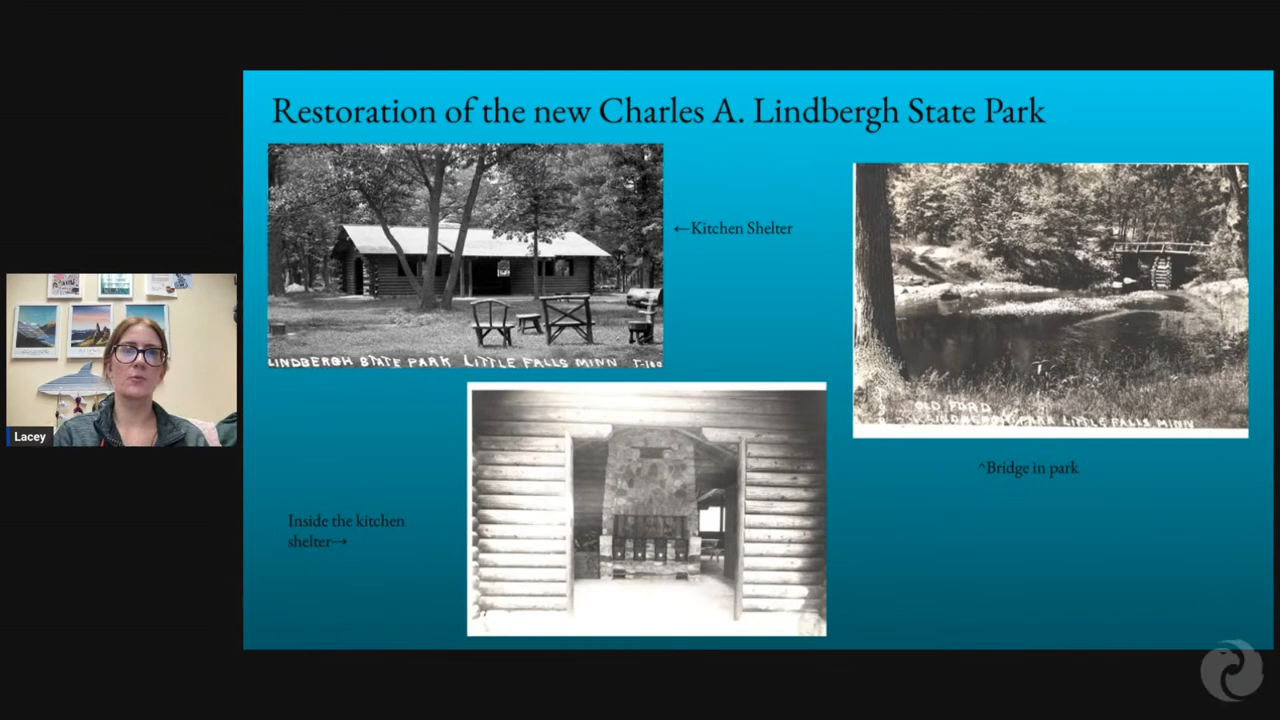 Restoration of the new Charles A. Lindbergh State Park
←Kitchen Shelter
LINDBERGH STATE PARK LITTLE FALLS MINN T-100
OLD FORD
LINDBERGH PARK LITTLE FALLS MINN
^Bridge in park
Lacey
Inside the kitchen
shelter→